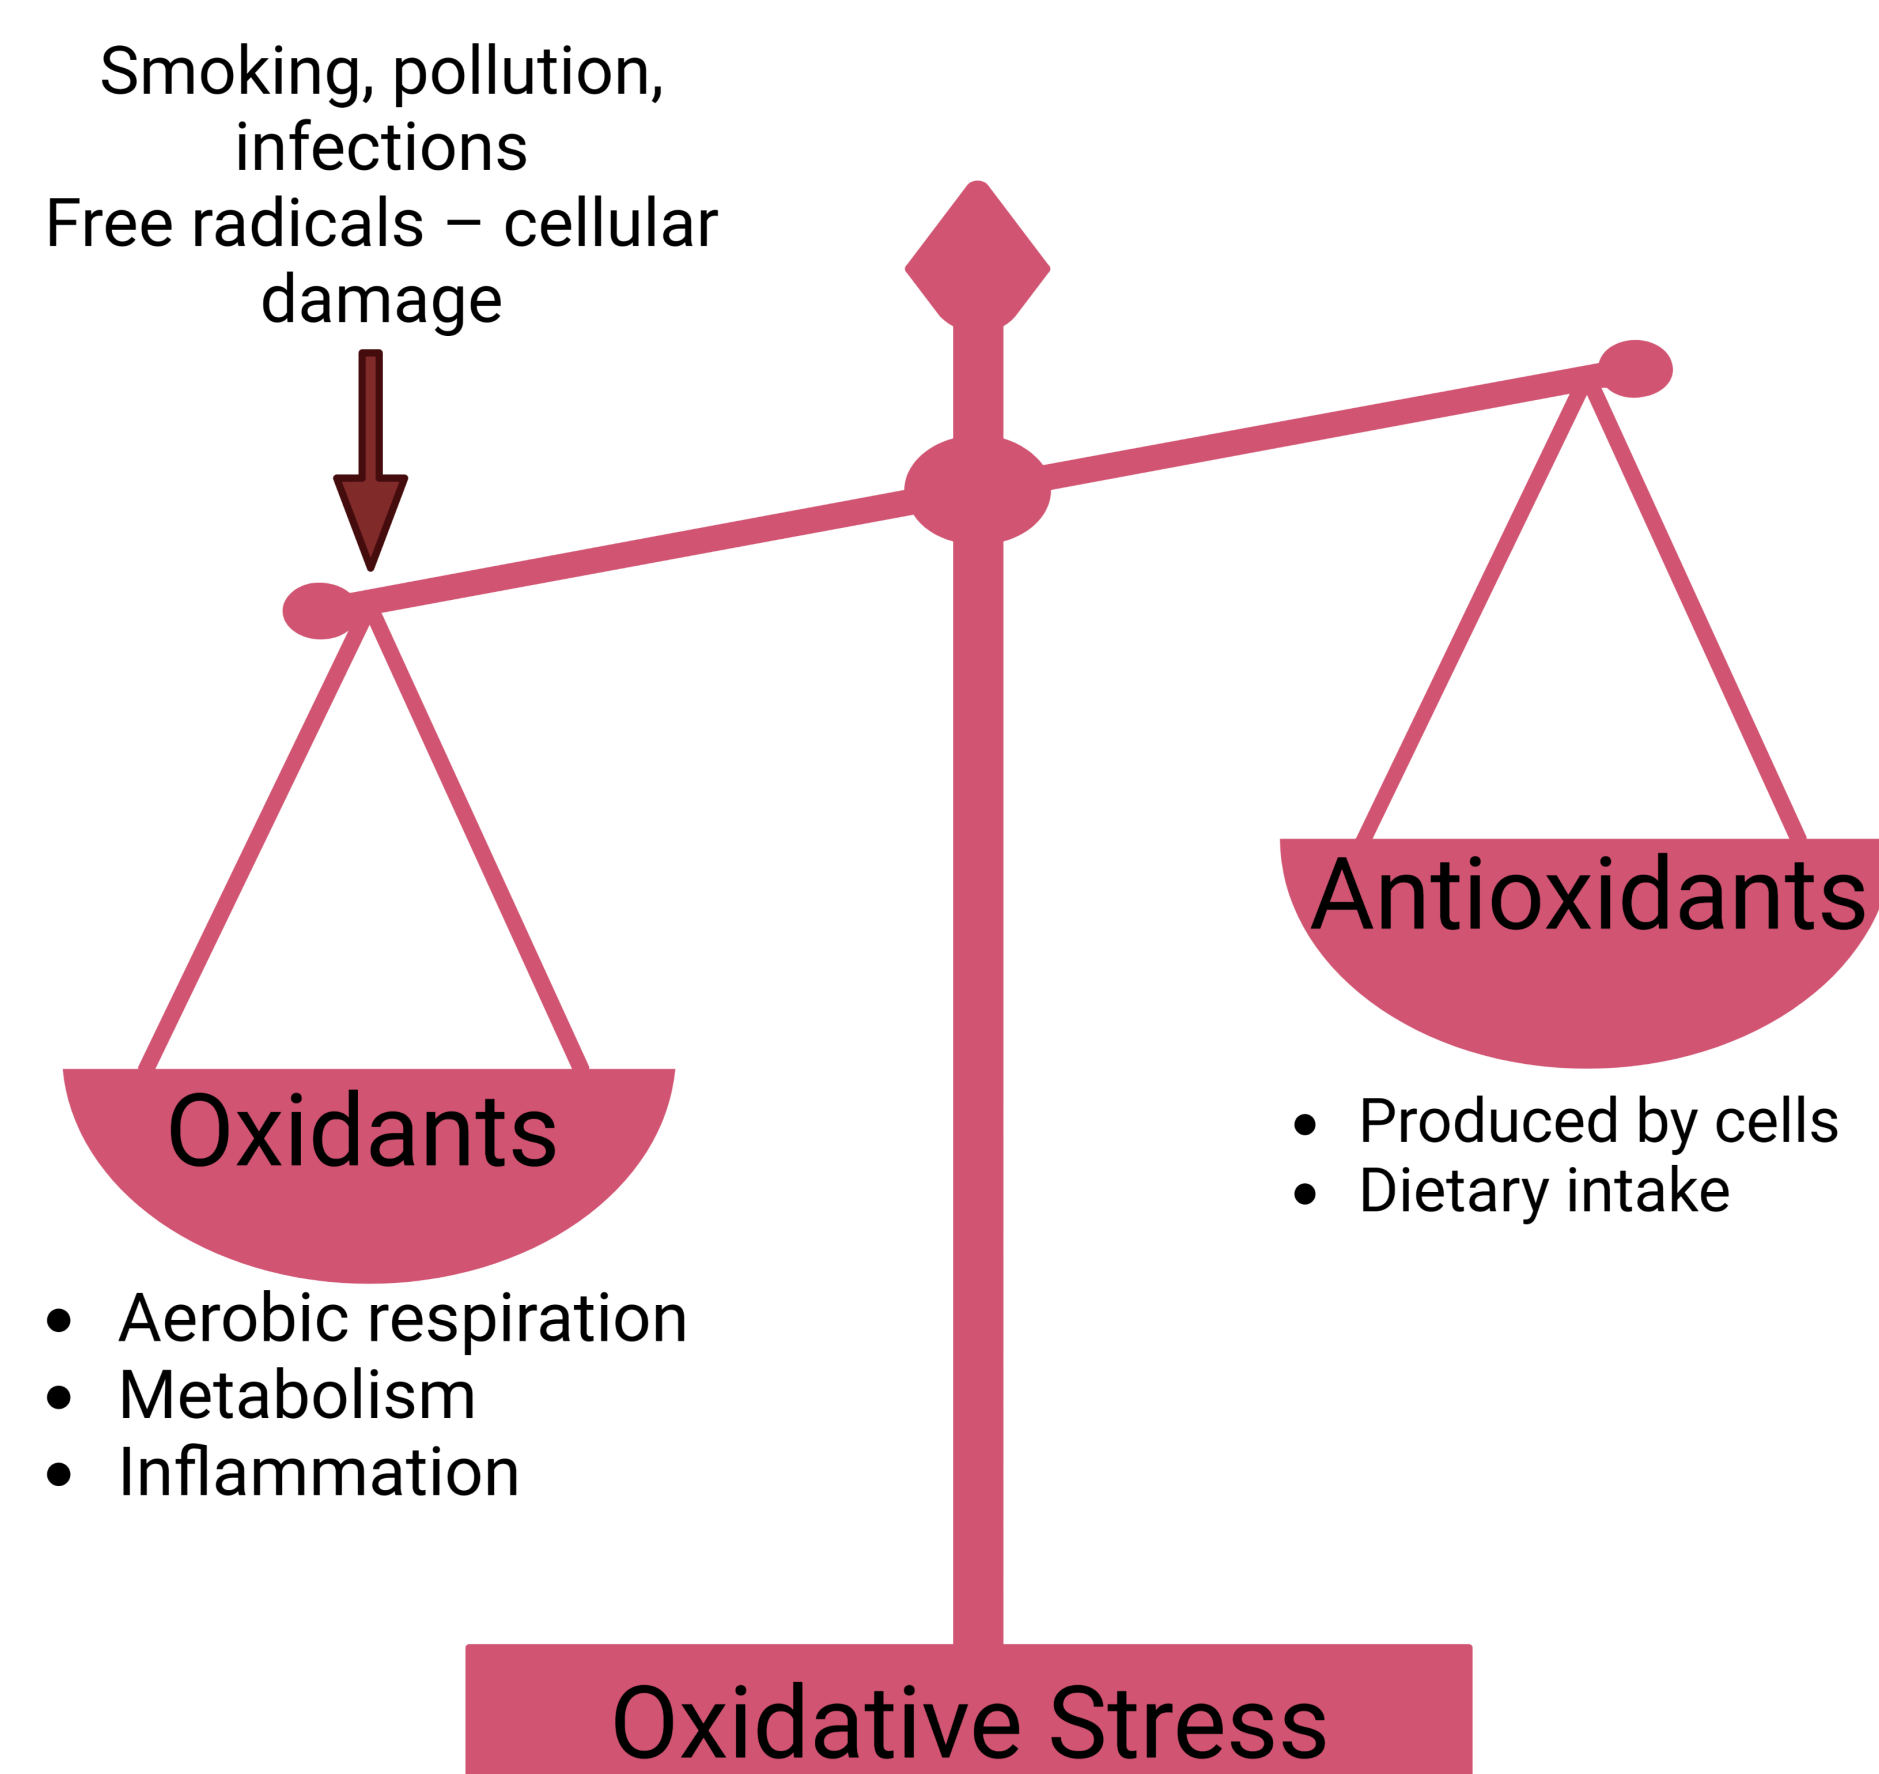 Smoking, pollution,
infections
Free radicals – cellular
damage
Antioxidants
• Produced by cells
• Dietary intake
Oxidants
• Aerobic respiration
• Metabolism
• Inflammation
Oxidative Stress